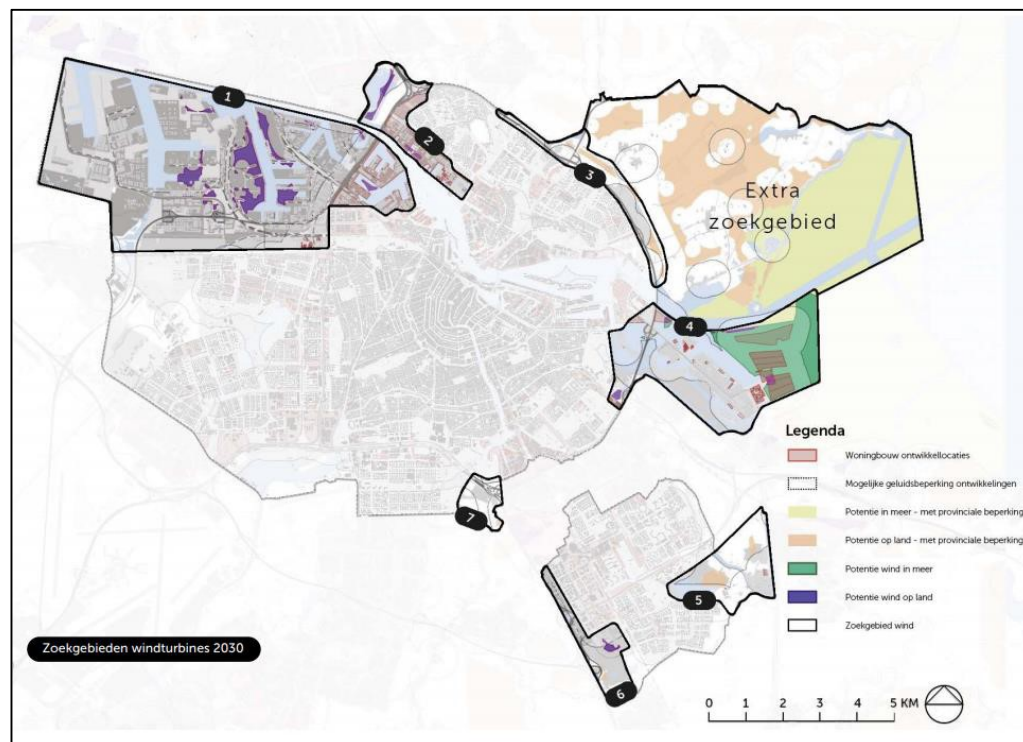 1
2
3
Extra
zoekgebied
4
Legenda
Woningbouw ontwikkellocaties
Mogelijke geluidsbeperking ontwikkelingen
Potentie in meer - met provinciale beperking
Potentie op land - met provinciale beperking
Potentie wind in meer
Potentie wind op land
Zoekgebied wind
7
5
6
Zoekgebieden windturbines 2030
0 1 2 3 4 5 KM